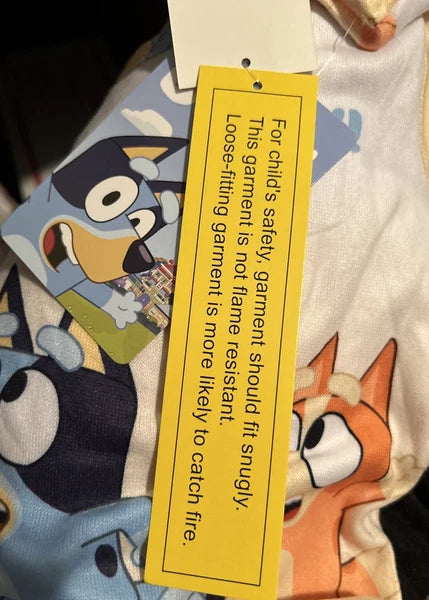 For child's safety, garment should fit snugly.
This garment is not flame resistant.
Loose-fitting garment is more likely to catch fire.